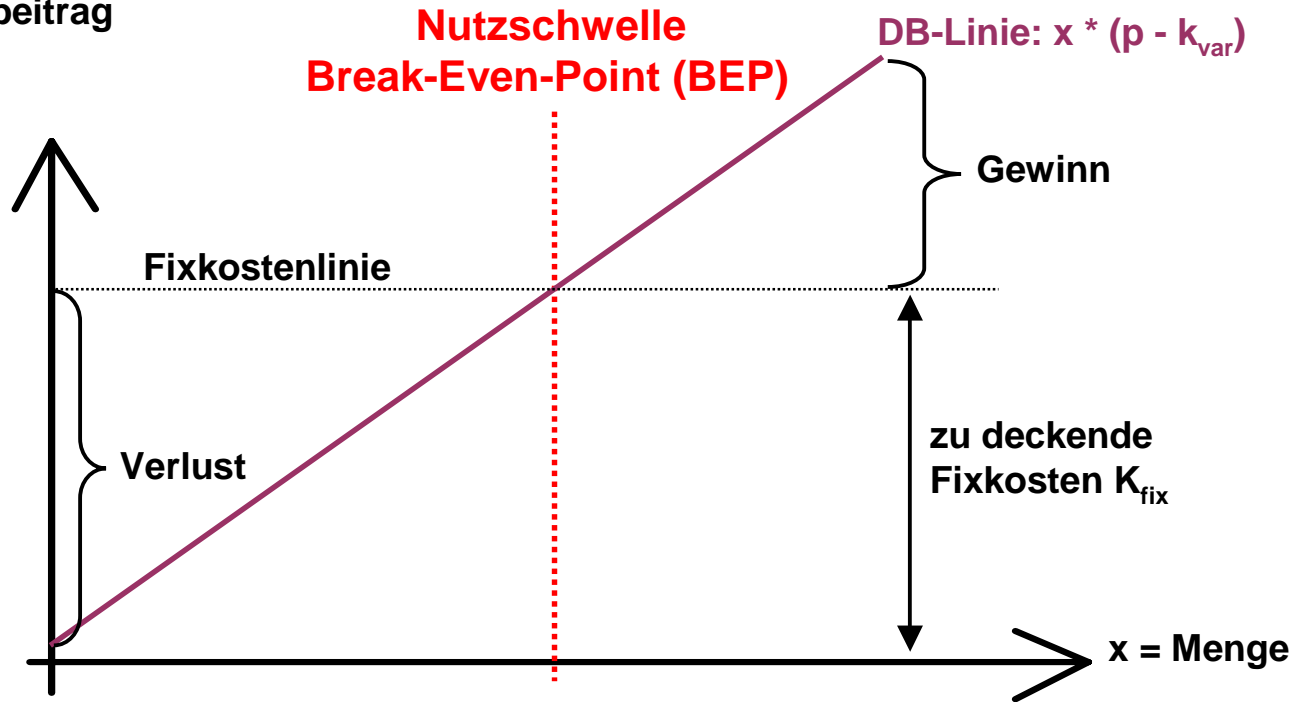 beitrag
Nutzschwelle
Break-Even-Point (BEP)
DB-Linie: x * (p - kvar)
Gewinn
Fixkostenlinie
Verlust
zu deckende
Fixkosten Kfix
x = Menge